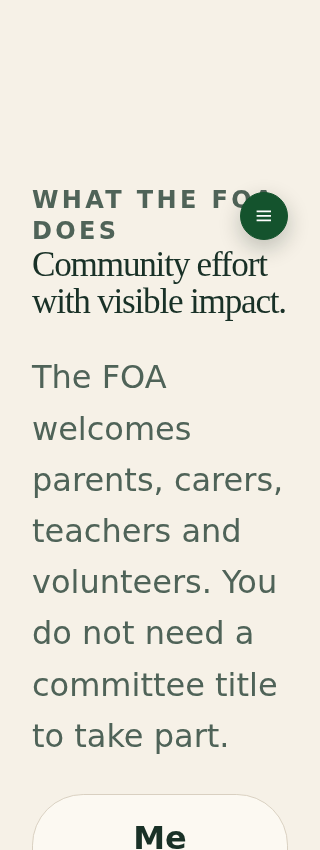 WHAT THE FOA
DOES
Community effort
with visible impact.
The FOA
welcomes
parents, carers,
teachers and
volunteers. You
do not need a
committee title
to take part.
Me